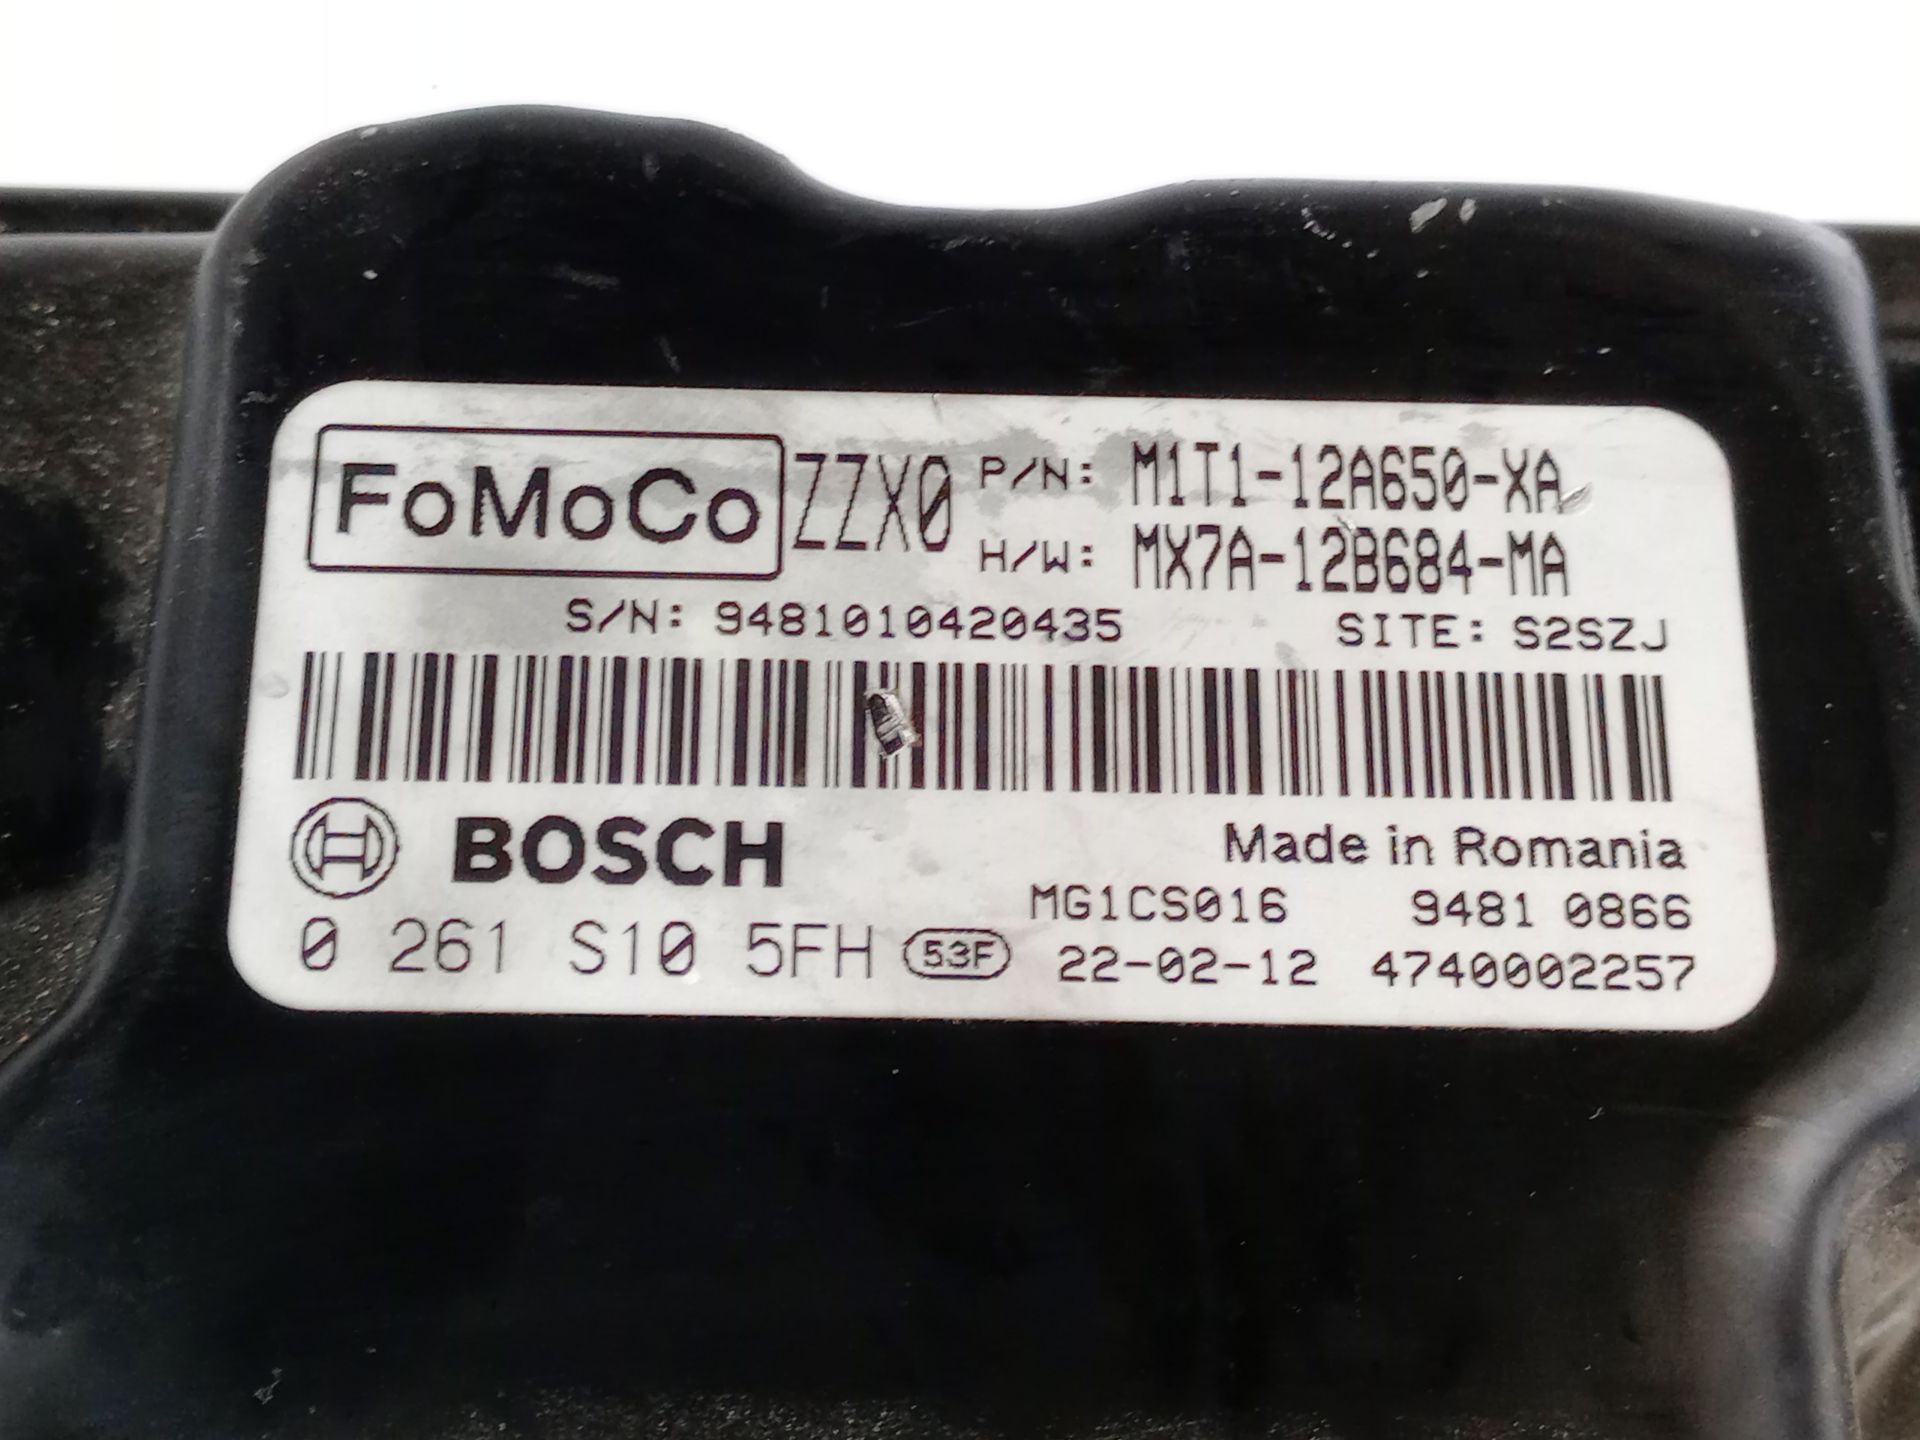 FoMoCo ZZX0 P/N: M1T1-12A650-XA
H/W: MX7A-12B684-MA
S/N: 9481010420435 SITE: S2SZJ
BOSCH Made in Romania
MG1CS016 9481 0866
0 261 S10 5FH 53F 22-02-12 4740002257